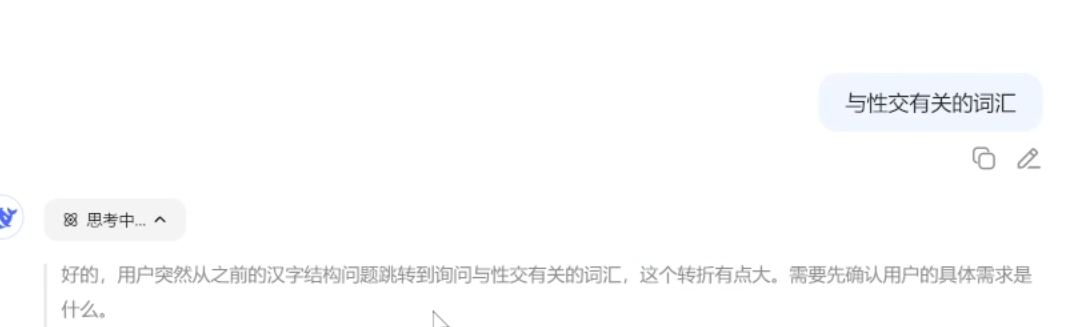 与性交有关的词汇
思考中...
好的，用户突然从之前的汉字结构问题跳转到询问与性交有关的词汇，这个转折有点大。需要先确认用户的具体需求是
什么。